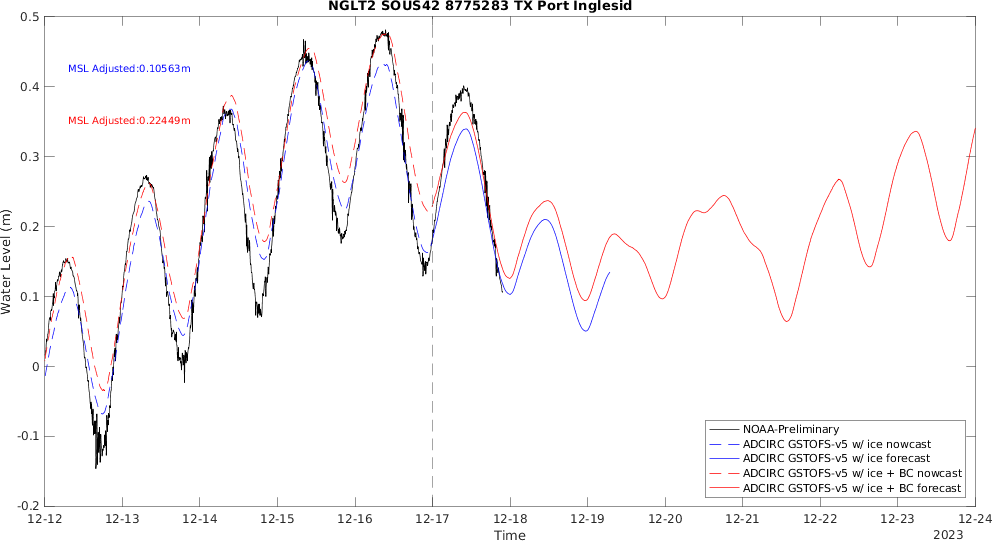 NGLT2 SOUS42 8775283 TX Port Inglesid
0.5
0.4
0.3
0.2
0.1
0
-0.1
-0.2
Water Level (m)
MSL Adjusted:0.10563m
MSL Adjusted:0.22449m
NOAA-Preliminary
ADCIRC GSTOFS-v5 w/ ice nowcast
ADCIRC GSTOFS-v5 w/ ice forecast
ADCIRC GSTOFS-v5 w/ ice + BC nowcast
ADCIRC GSTOFS-v5 w/ ice + BC forecast
12-12 12-13 12-14 12-15 12-16 12-17 12-18 12-19 12-20 12-21 12-22 12-23 12-24
Time
2023